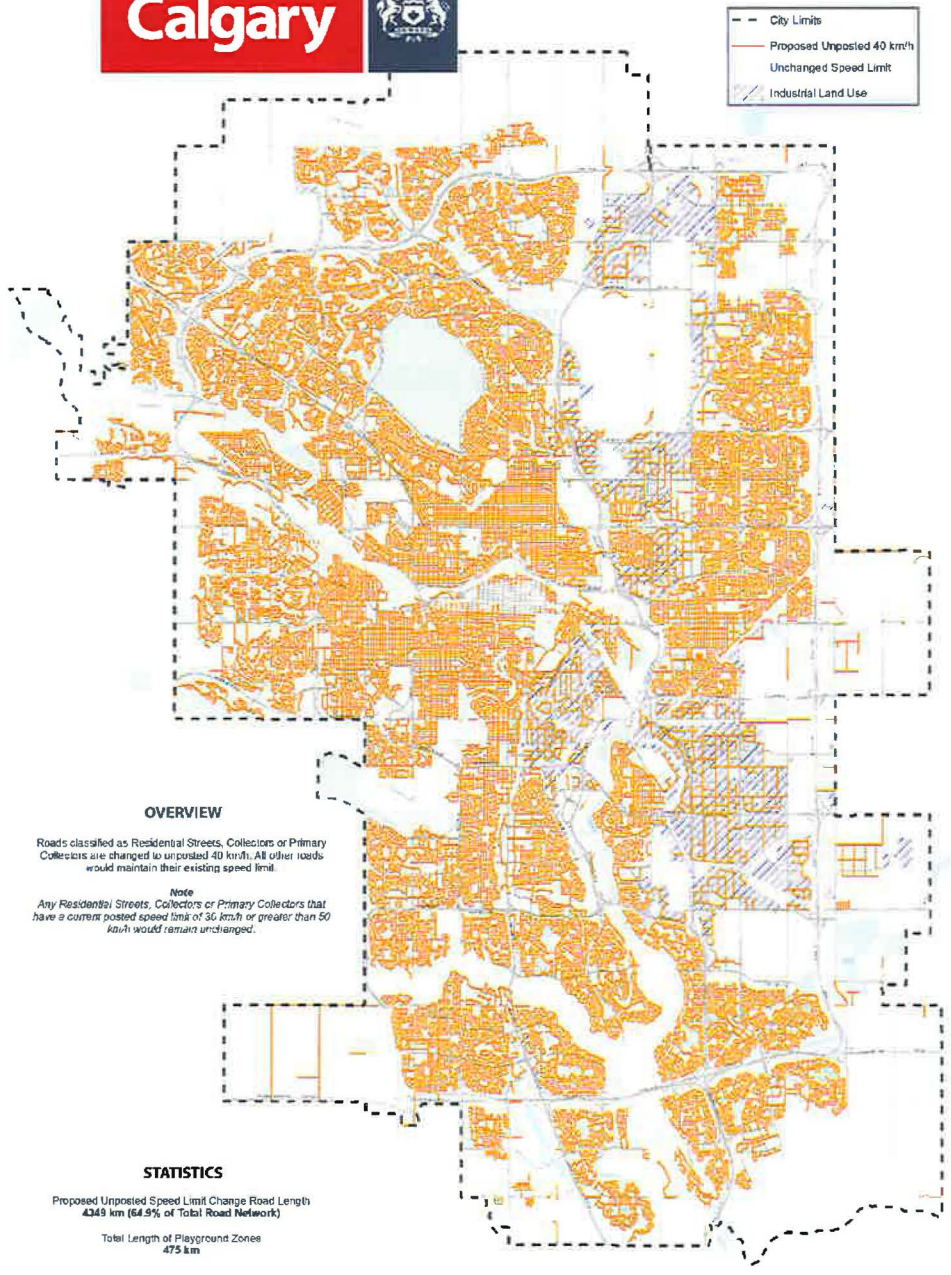 Calgary
City Limits
Proposed Unposted 40 km/h
Unchanged Speed Limit
Industrial Land Use
OVERVIEW
Roads classified as Residential Streets, Collectors or Primary
Collectors are changed to unposted 40 km/h. All other roads
would maintain their existing speed limit.
Note
Any Residential Streets, Collectors or Primary Collectors that
have a current posted speed limit of 30 km/h or greater than 50
km/h would remain unchanged.
STATISTICS
Proposed Unposted Speed Limit Change Road Length
4349 km (64.9% of Total Road Network)
Total Length of Playground Zones
475 km